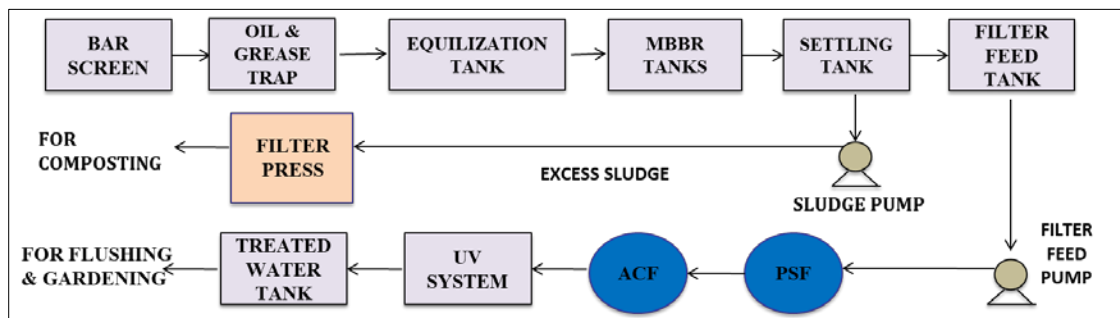 BAR
SCREEN
OIL &
GREASE
TRAP
EQUILIZATION
TANK
MBBR
TANKS
SETTLING
TANK
FILTER
FEED
TANK
FOR
COMPOSTING
FILTER
PRESS
EXCESS SLUDGE
SLUDGE PUMP
FOR FLUSHING
& GARDENING
TREATED
WATER
TANK
UV
SYSTEM
ACF
PSF
FILTER
FEED
PUMP